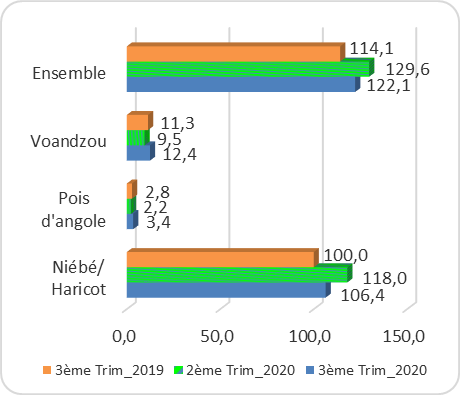 Ensemble
114,1
129,6
122,1
Voandzou
11,3
9,5
12,4
Pois
d'angole
2,8
2,2
3,4
Niébé/
Haricot
100,0
118,0
106,4
0,0 50,0 100,0 150,0
3ème Trim_2019 2ème Trim_2020 3ème Trim_2020